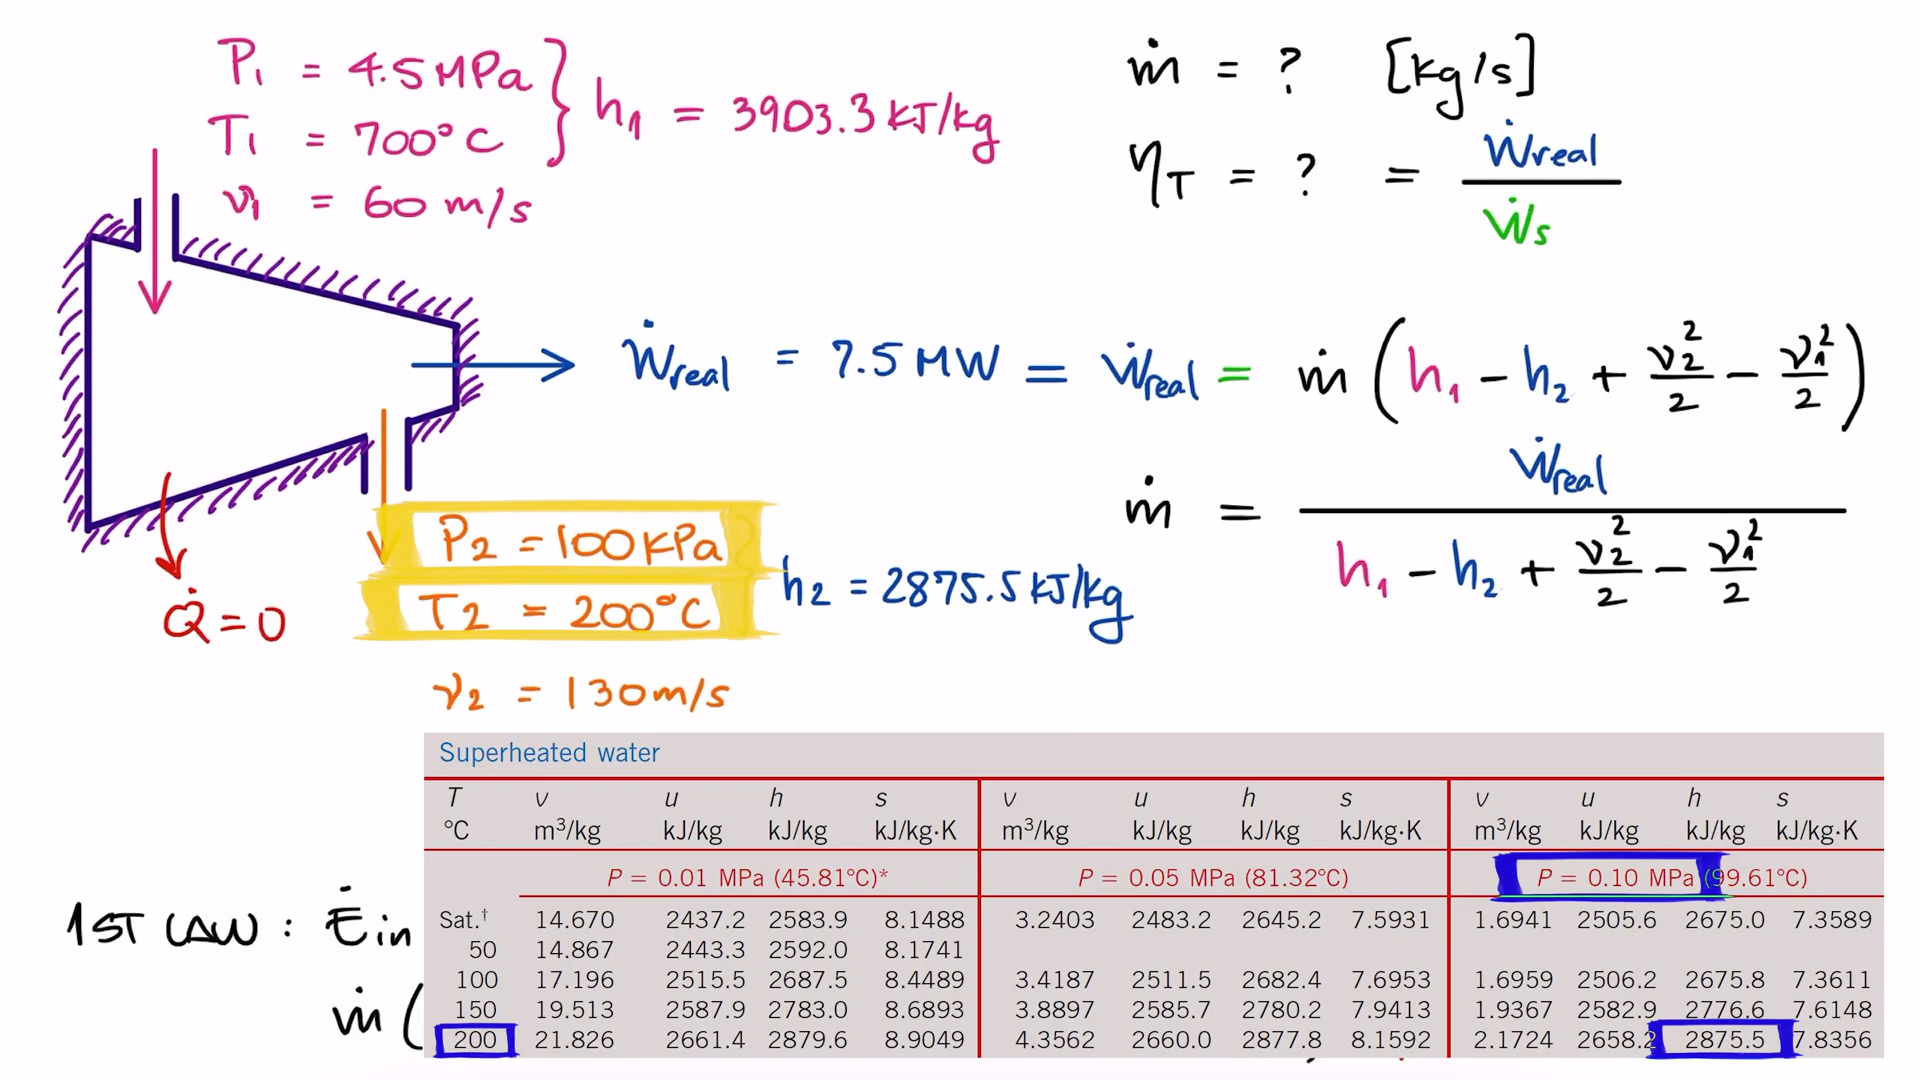 P₁ = 4.5 MPa
T₁ = 700°C
h₁ = 3903.3 kJ/kg
v₁ = 60 m/s
ṁ = ? [kg/s]
η_T = ? = Ẇreal / Ẇs
Ẇreal = 7.5 MW = Ẇreal = ṁ (h₁ − h₂ + v₂²/2 − v₁²/2)
ṁ = Ẇreal / (h₁ − h₂ + v₂²/2 − v₁²/2)
P₂ = 100 kPa
T₂ = 200°C
h₂ = 2875.5 kJ/kg
Q̇ = 0
v₂ = 130 m/s
Superheated water
T v u h s v u h s v u h s
°C m³/kg kJ/kg kJ/kg kJ/kg·K m³/kg kJ/kg kJ/kg kJ/kg·K m³/kg kJ/kg kJ/kg kJ/kg·K
P = 0.01 MPa (45.81°C)* P = 0.05 MPa (81.32°C) P = 0.10 MPa (99.61°C)
Sat.† 14.670 2437.2 2583.9 8.1488 3.2403 2483.2 2645.2 7.5931 1.6941 2505.6 2675.0 7.3589
50 14.867 2443.3 2592.0 8.1741
100 17.196 2515.5 2687.5 8.4489 3.4187 2511.5 2682.4 7.6953 1.6959 2506.2 2675.8 7.3611
150 19.513 2587.9 2783.0 8.6893 3.8897 2585.7 2780.2 7.9413 1.9367 2582.9 2776.6 7.6148
200 21.826 2661.4 2879.6 8.9049 4.3562 2660.0 2877.8 8.1592 2.1724 2658.2 2875.5 7.8356
1ST LAW : Ėin
ṁ (